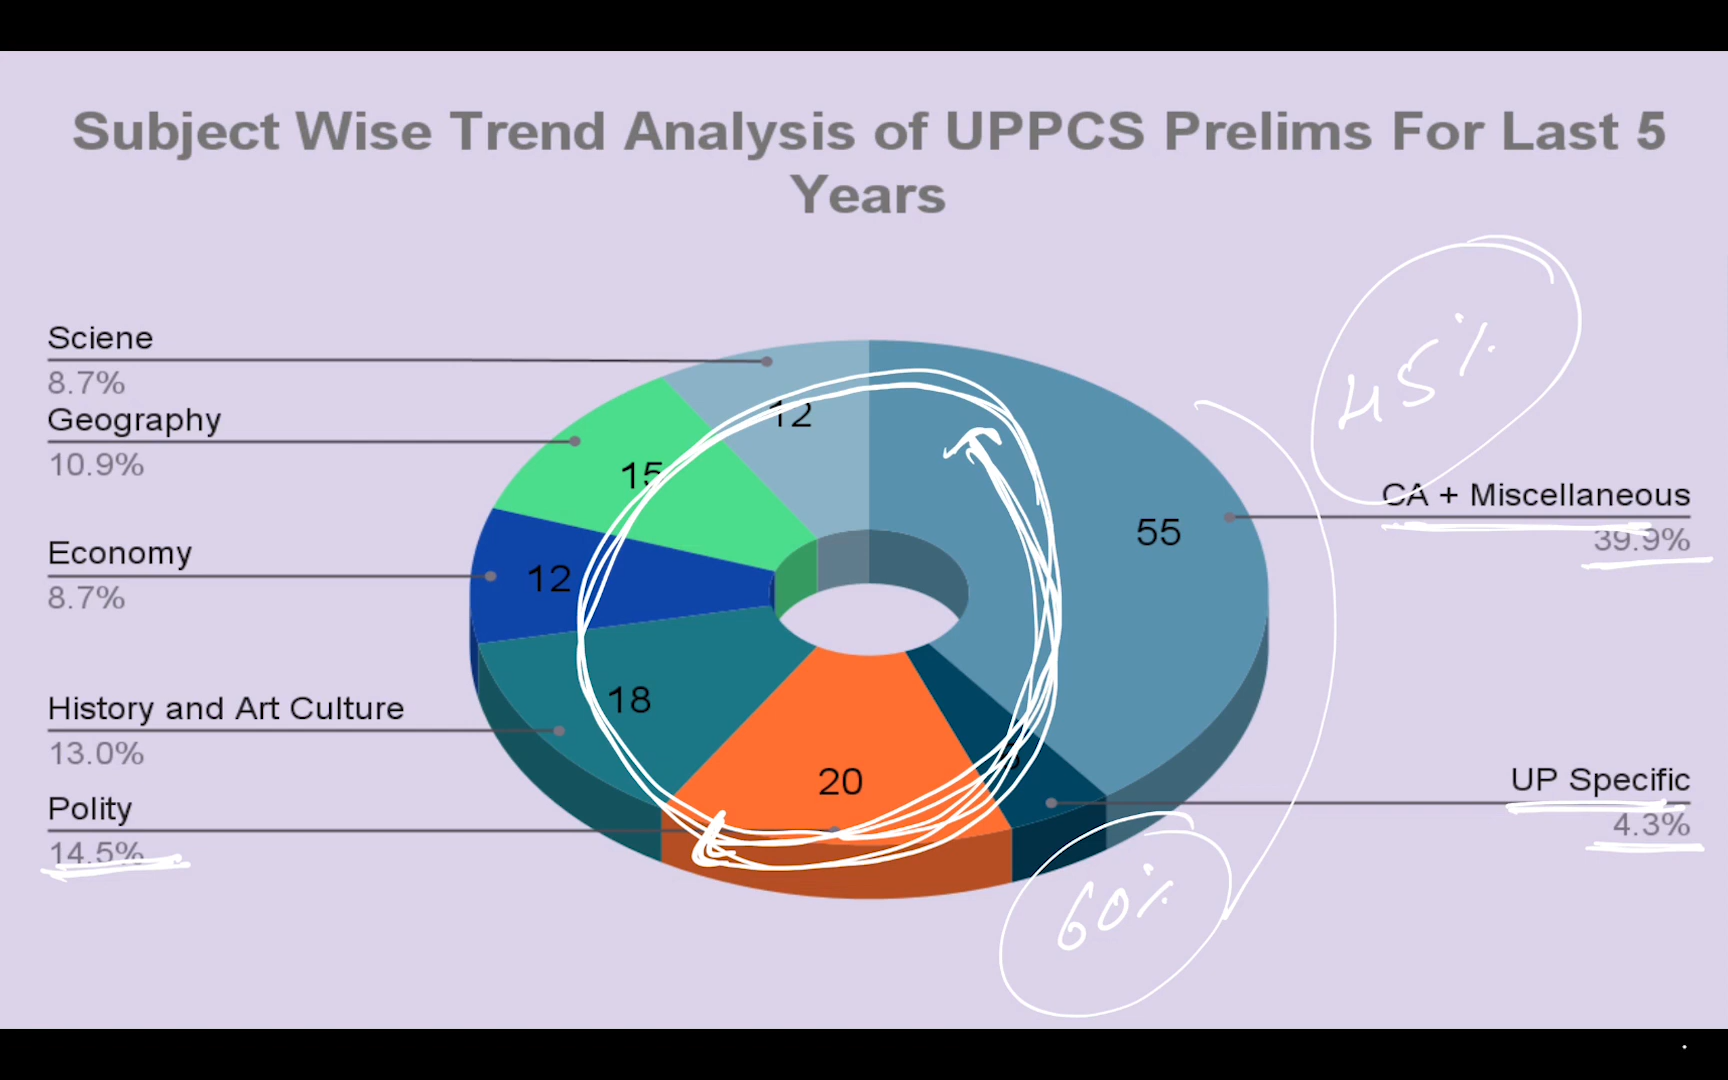 Subject Wise Trend Analysis of UPPCS Prelims For Last 5
Years
Sciene
8.7%
Geography
10.9%
Economy
8.7%
History and Art Culture
13.0%
Polity
14.5%
12
15
12
18
20
55
45%
CA + Miscellaneous
39.9%
UP Specific
4.3%
60%